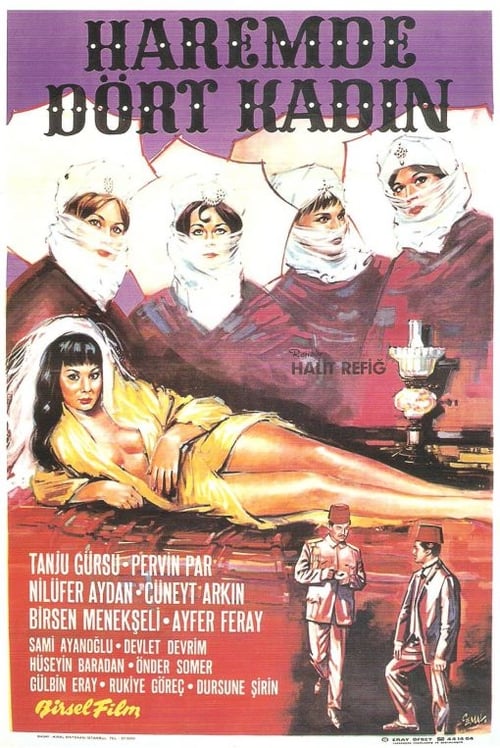 HAREMDE
DÖRT KADIN
Rejisör
HALİT REFİĞ
TANJU GÜRSU • PERVİN PAR
NİLÜFER AYDAN • CÜNEYT ARKIN
BİRSEN MENEKŞELİ • AYFER FERAY
SAMİ AYANOĞLU • DEVLET DEVRİM
HÜSEYİN BARADAN • ÖNDER SOMER
GÜLBİN ERAY • RUKİYE GÖREÇ • DURSUNE ŞİRİN
Birsel Film
ERAY OFSET